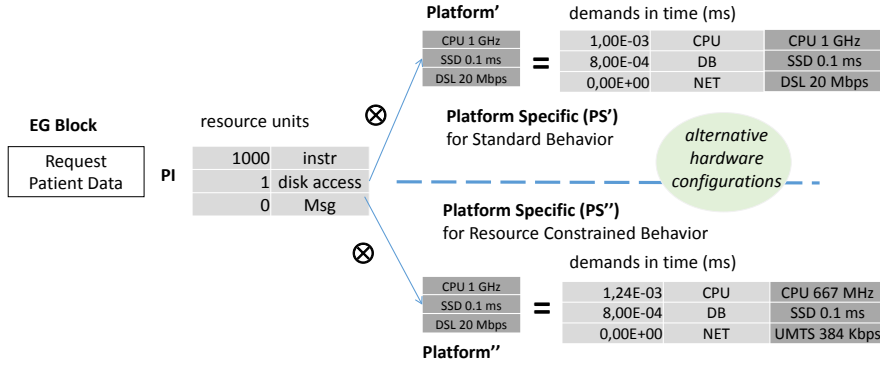 Platform'
demands in time (ms)
CPU 1 GHz
SSD 0.1 ms
DSL 20 Mbps
=
1,00E-03 CPU CPU 1 GHz
8,00E-04 DB SSD 0.1 ms
0,00E+00 NET DSL 20 Mbps
EG Block
resource units
⊗
Platform Specific (PS')
for Standard Behavior
alternative
hardware
configurations
Request
Patient Data
PI
1000 instr
1 disk access
0 Msg
Platform Specific (PS'')
for Resource Constrained Behavior
⊗
demands in time (ms)
CPU 1 GHz
SSD 0.1 ms
DSL 20 Mbps
=
1,24E-03 CPU CPU 667 MHz
8,00E-04 DB SSD 0.1 ms
0,00E+00 NET UMTS 384 Kbps
Platform''